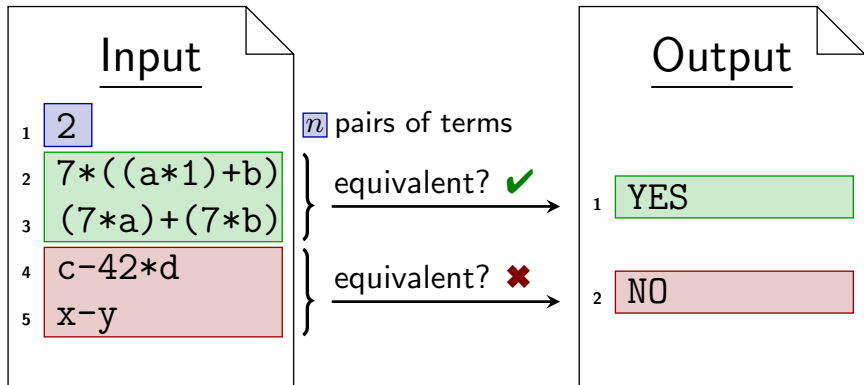 Input
1 2
n pairs of terms
2 7*((a*1)+b)
3 (7*a)+(7*b)
equivalent? ✔
4 c-42*d
5 x-y
equivalent? ✖
Output
1 YES
2 NO